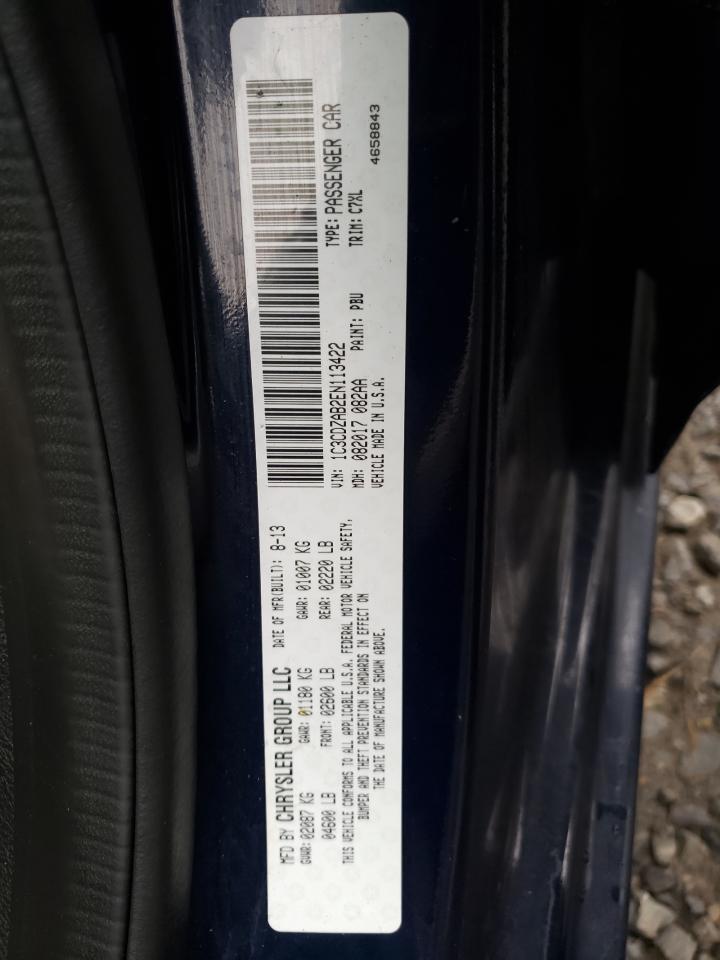 MFD BY CHRYSLER GROUP LLC DATE OF MFR(BUILT): 8-13
GVWR: 02087 KG GAWR: 01180 KG GAWR: 01007 KG
04600 LB FRONT: 02600 LB REAR: 02220 LB
THIS VEHICLE CONFORMS TO ALL APPLICABLE U.S.A. FEDERAL MOTOR VEHICLE SAFETY,
BUMPER AND THEFT PREVENTION STANDARDS IN EFFECT ON
THE DATE OF MANUFACTURE SHOWN ABOVE.
VIN: 1C3CDZAB2EN113422 TYPE: PASSENGER CAR
MDH: 082017 082AA PAINT: PBU TRIM: C7XL
VEHICLE MADE IN U.S.A. 4658843